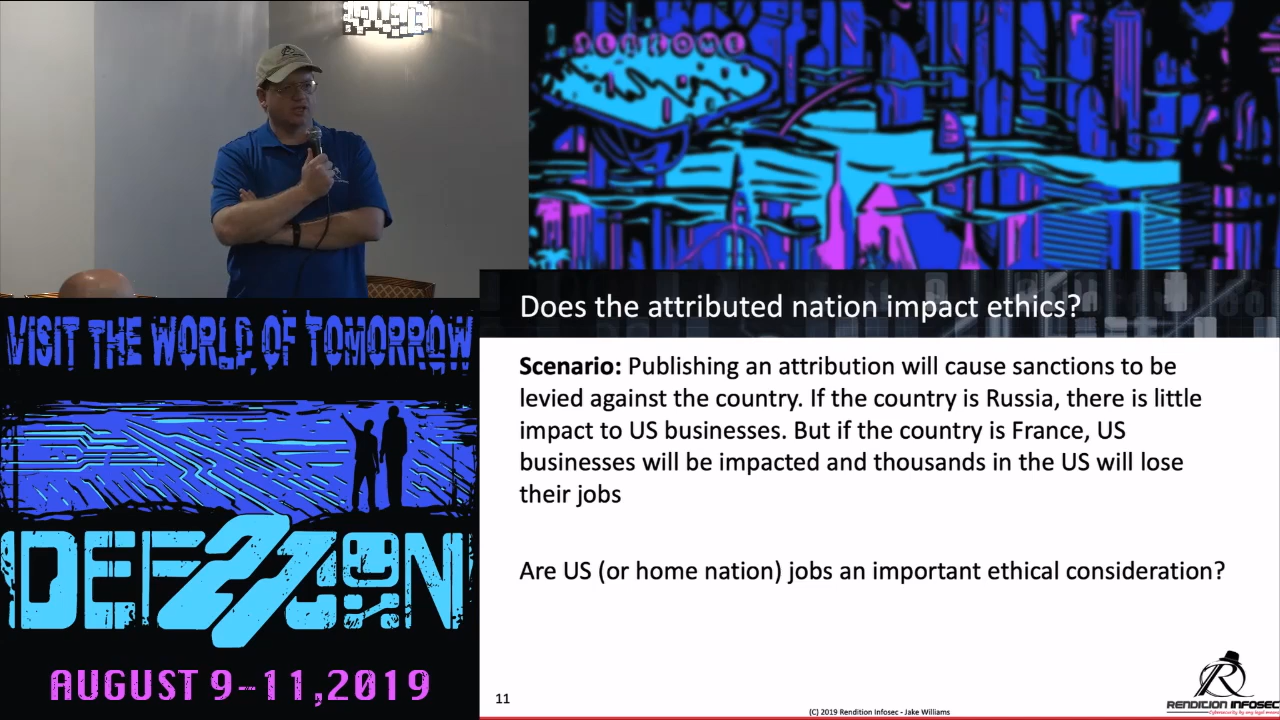 WELCOME
VISIT THE WORLD OF TOMORROW
DEF 27 CON
AUGUST 9-11,2019
Does the attributed nation impact ethics?
Scenario: Publishing an attribution will cause sanctions to be
levied against the country. If the country is Russia, there is little
impact to US businesses. But if the country is France, US
businesses will be impacted and thousands in the US will lose
their jobs
Are US (or home nation) jobs an important ethical consideration?
11
(C) 2019 Rendition Infosec - Jake Williams
R
RENDITION INFOSEC